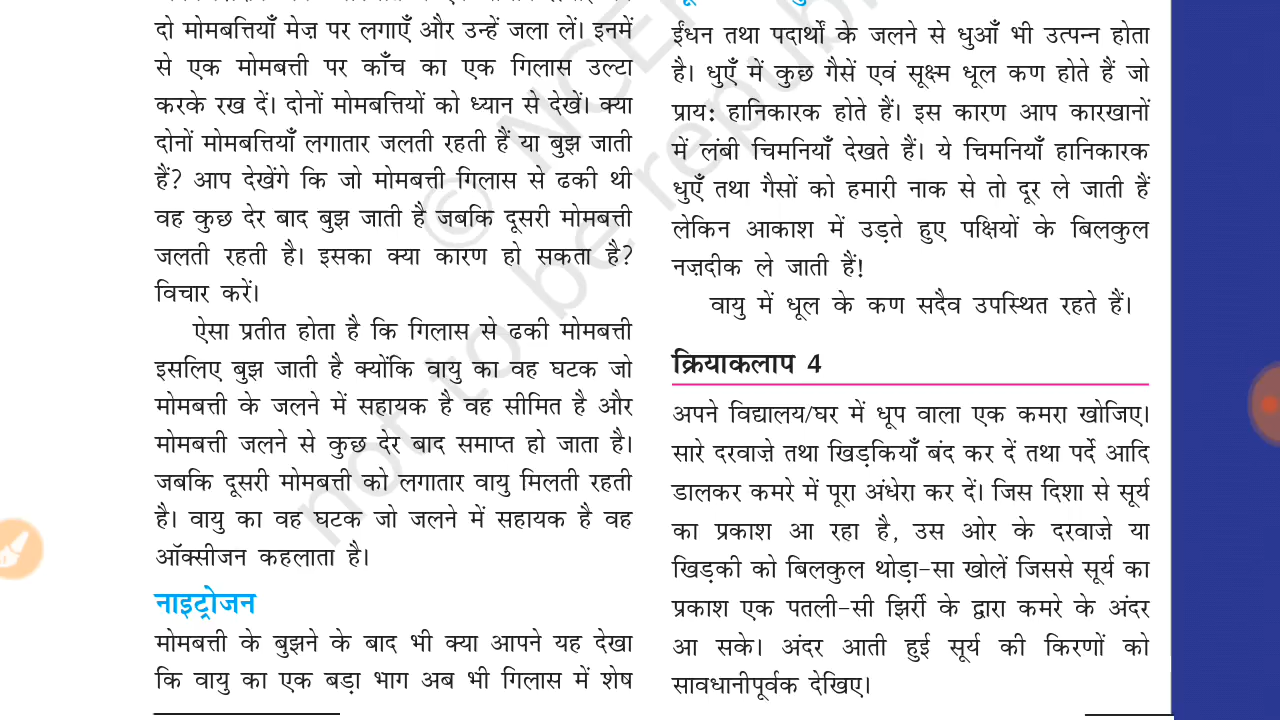 दो मोमबत्तियाँ मेज़ पर लगाएँ और उन्हें जला लें। इनमें
से एक मोमबत्ती पर काँच का एक गिलास उल्टा
करके रख दें। दोनों मोमबत्तियों को ध्यान से देखें। क्या
दोनों मोमबत्तियाँ लगातार जलती रहती हैं या बुझ जाती
हैं? आप देखेंगे कि जो मोमबत्ती गिलास से ढकी थी
वह कुछ देर बाद बुझ जाती है जबकि दूसरी मोमबत्ती
जलती रहती है। इसका क्या कारण हो सकता है?
विचार करें।
ऐसा प्रतीत होता है कि गिलास से ढकी मोमबत्ती
इसलिए बुझ जाती है क्योंकि वायु का वह घटक जो
मोमबत्ती के जलने में सहायक है वह सीमित है और
मोमबत्ती जलने से कुछ देर बाद समाप्त हो जाता है।
जबकि दूसरी मोमबत्ती को लगातार वायु मिलती रहती
है। वायु का वह घटक जो जलने में सहायक है वह
ऑक्सीजन कहलाता है।
नाइट्रोजन
मोमबत्ती के बुझने के बाद भी क्या आपने यह देखा
कि वायु का एक बड़ा भाग अब भी गिलास में शेष
ईंधन तथा पदार्थों के जलने से धुआँ भी उत्पन्न होता
है। धुएँ में कुछ गैसें एवं सूक्ष्म धूल कण होते हैं जो
प्राय: हानिकारक होते हैं। इस कारण आप कारखानों
में लंबी चिमनियाँ देखते हैं। ये चिमनियाँ हानिकारक
धुएँ तथा गैसों को हमारी नाक से तो दूर ले जाती हैं
लेकिन आकाश में उड़ते हुए पक्षियों के बिलकुल
नज़दीक ले जाती हैं!
वायु में धूल के कण सदैव उपस्थित रहते हैं।
क्रियाकलाप 4
अपने विद्यालय/घर में धूप वाला एक कमरा खोजिए।
सारे दरवाज़े तथा खिड़कियाँ बंद कर दें तथा पर्दे आदि
डालकर कमरे में पूरा अंधेरा कर दें। जिस दिशा से सूर्य
का प्रकाश आ रहा है, उस ओर के दरवाज़े या
खिड़की को बिलकुल थोड़ा-सा खोलें जिससे सूर्य का
प्रकाश एक पतली-सी झिर्री के द्वारा कमरे के अंदर
आ सके। अंदर आती हुई सूर्य की किरणों को
सावधानीपूर्वक देखिए।
© NCE
not to be republi